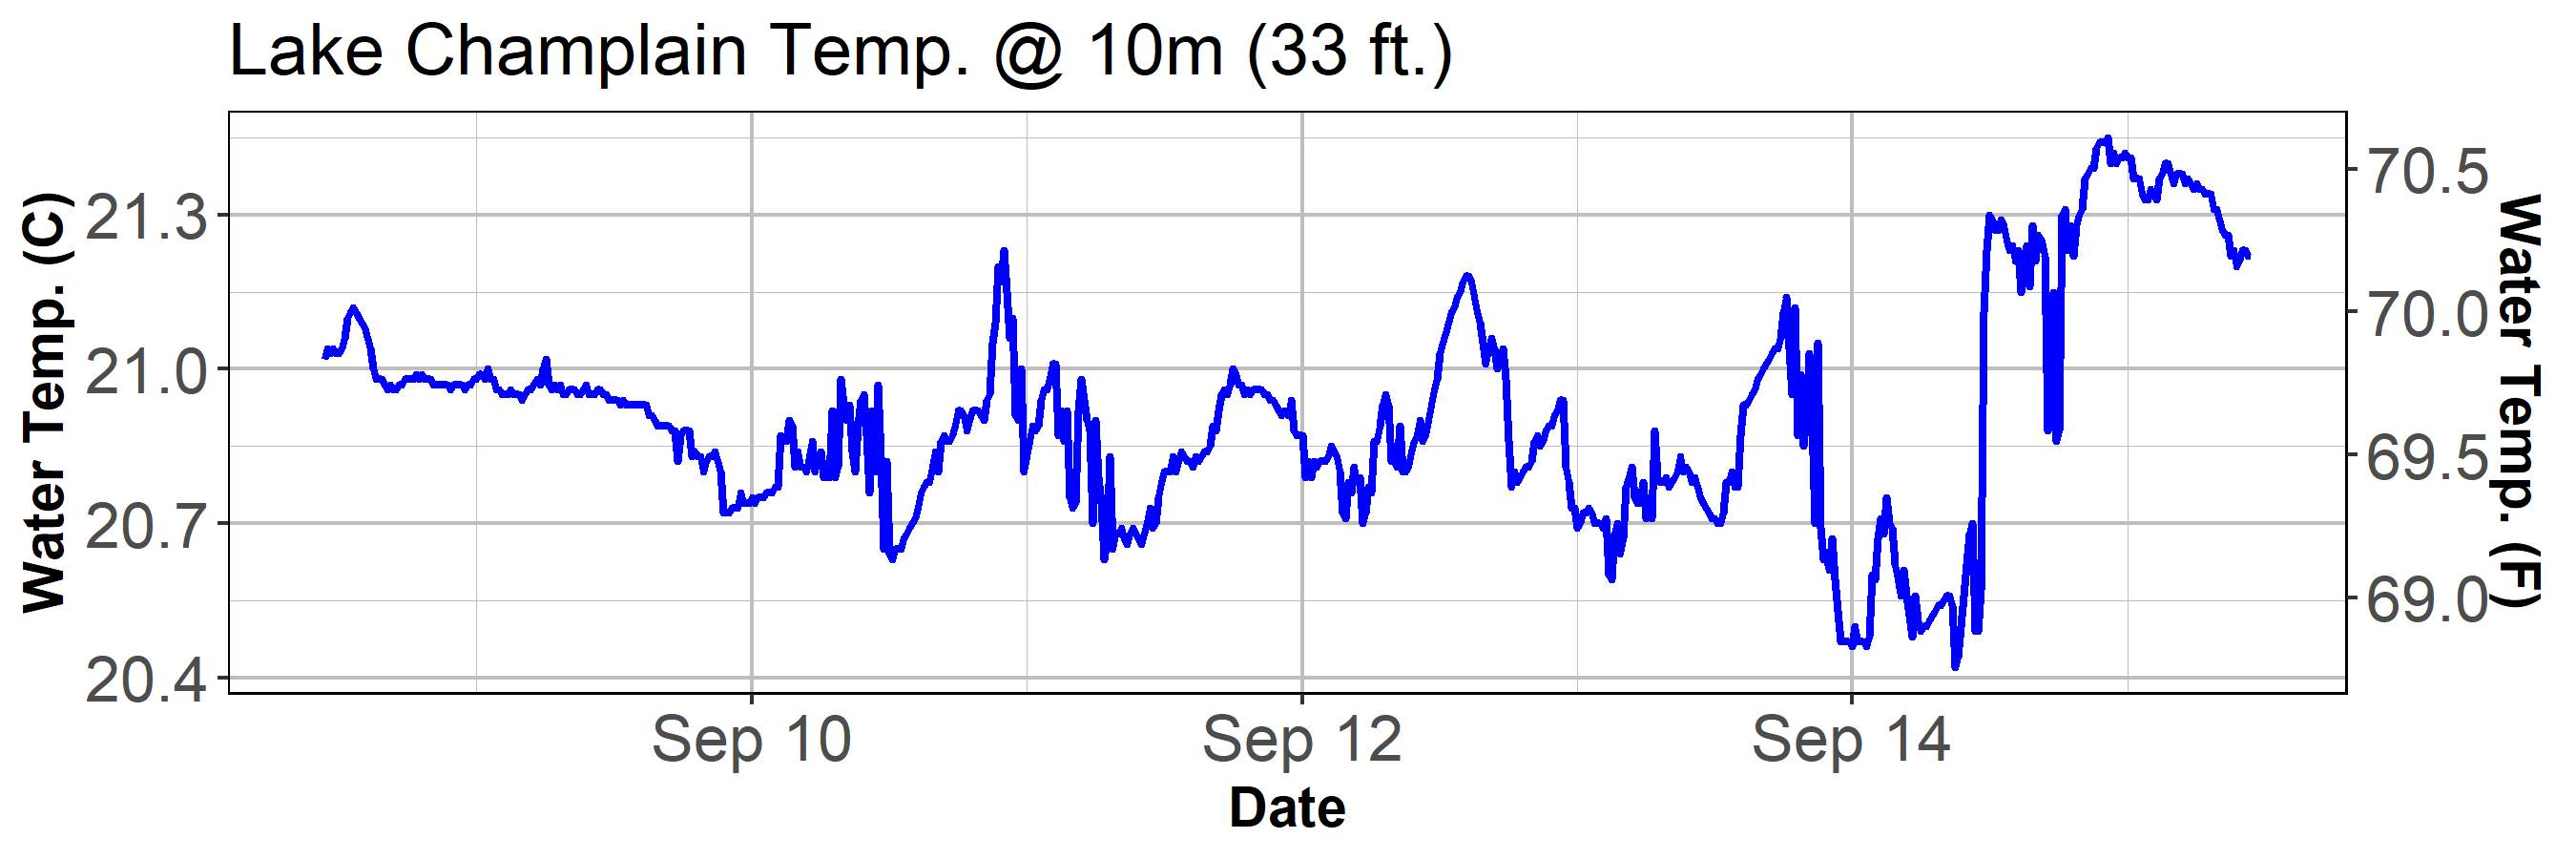 Lake Champlain Temp. @ 10m (33 ft.)
Water Temp. (C)
21.3
21.0
20.7
20.4
70.5
70.0
69.5
69.0
Water Temp. (F)
Sep 10
Sep 12
Sep 14
Date